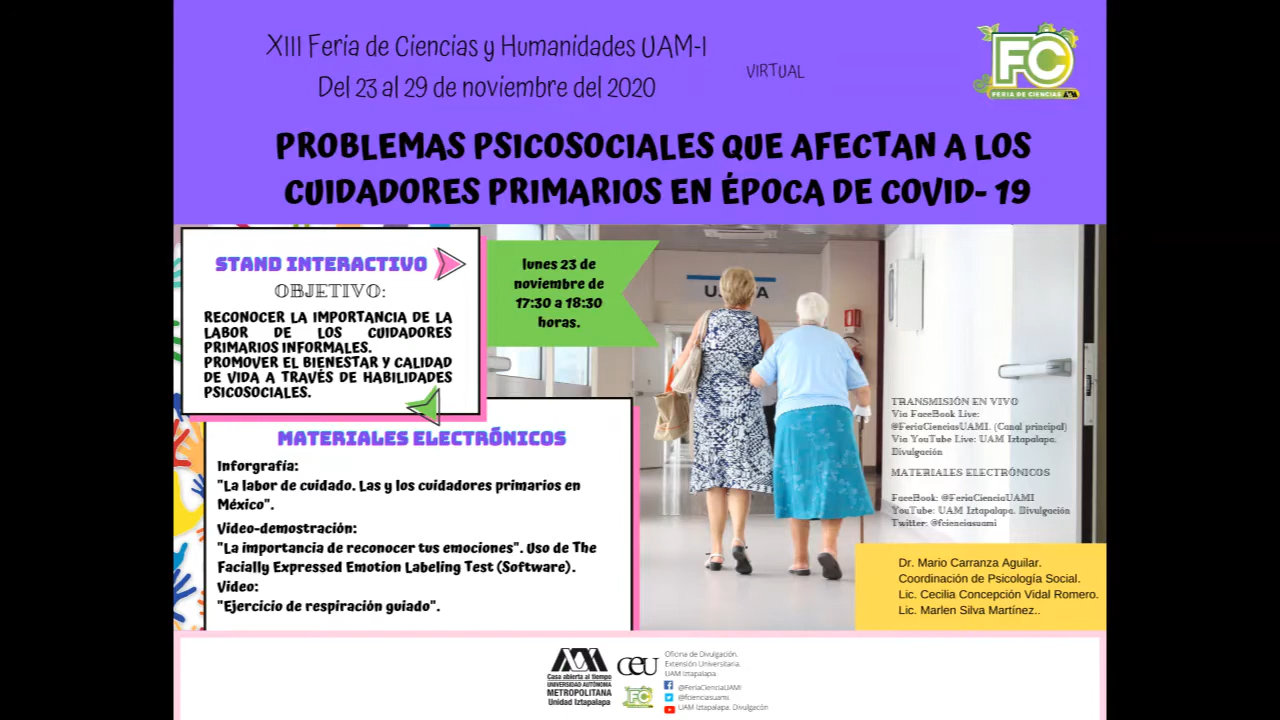 XIII Feria de Ciencias y Humanidades UAM-I
Del 23 al 29 de noviembre del 2020
VIRTUAL
FC
FERIA DE CIENCIAS
PROBLEMAS PSICOSOCIALES QUE AFECTAN A LOS
CUIDADORES PRIMARIOS EN ÉPOCA DE COVID- 19
STAND INTERACTIVO
OBJETIVO:
RECONOCER LA IMPORTANCIA DE LA
LABOR DE LOS CUIDADORES
PRIMARIOS INFORMALES.
PROMOVER EL BIENESTAR Y CALIDAD
DE VIDA A TRAVÉS DE HABILIDADES
PSICOSOCIALES.
lunes 23 de
noviembre de
17:30 a 18:30
horas.
MATERIALES ELECTRÓNICOS
Inforgrafía:
"La labor de cuidado. Las y los cuidadores primarios en
México".
Video-demostración:
"La importancia de reconocer tus emociones". Uso de The
Facially Expressed Emotion Labeling Test (Software).
Video:
"Ejercicio de respiración guiado".
TRANSMISIÓN EN VIVO
Via FaceBook Live:
@FeriaCienciasUAMI. (Canal principal)
Via YouTube Live: UAM Iztapalapa.
Divulgación
MATERIALES ELECTRÓNICOS
FaceBook: @FeriaCienciaUAMI
YouTube: UAM Iztapalapa. Divulgación
Twitter: @fcienciasuami
Dr. Mario Carranza Aguilar.
Coordinación de Psicología Social.
Lic. Cecilia Concepción Vidal Romero.
Lic. Marlen Silva Martínez..
Casa abierta al tiempo
UNIVERSIDAD AUTÓNOMA
METROPOLITANA
Unidad Iztapalapa
CEU
FC
Oficina de Divulgación.
Extensión Universitaria.
UAM Iztapalapa.
@FeriaCienciaUAMI
@fcienciasuami.
UAM Iztapalapa. Divulgacón